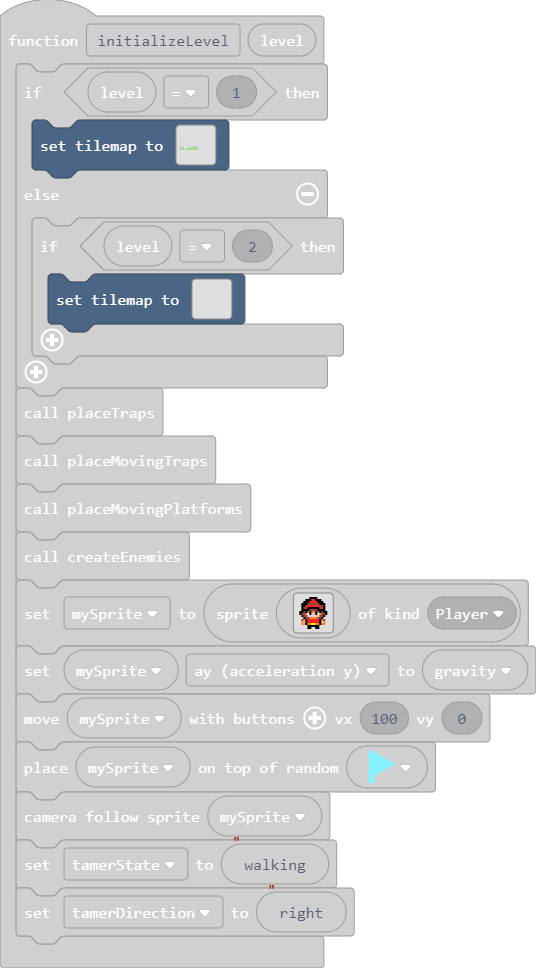 function initializeLevel level
if level = 1 then
set tilemap to
else
if level = 2 then
set tilemap to
call placeTraps
call placeMovingTraps
call placeMovingPlatforms
call createEnemies
set mySprite to sprite of kind Player
set mySprite ay (acceleration y) to gravity
move mySprite with buttons vx 100 vy 0
place mySprite on top of random
camera follow sprite mySprite
set tamerState to "walking
set tamerDirection to "right